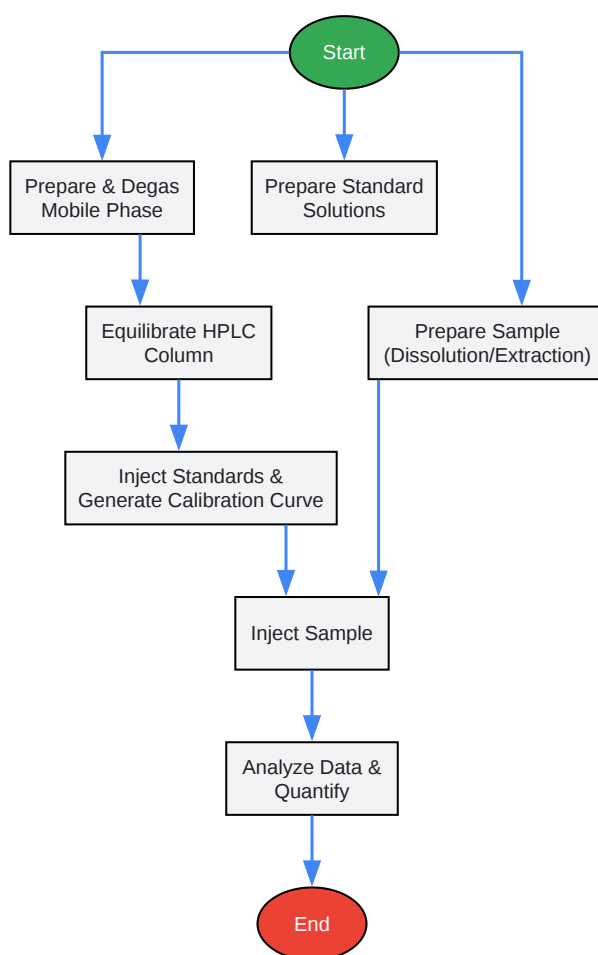 Start
Prepare & Degas
Mobile Phase
Prepare Standard
Solutions
Equilibrate HPLC
Column
Prepare Sample
(Dissolution/Extraction)
Inject Standards &
Generate Calibration Curve
Inject Sample
Analyze Data &
Quantify
End